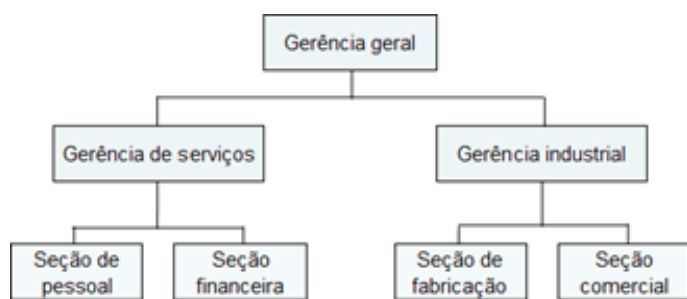 Gerência geral
Gerência de serviços
Gerência industrial
Seção de
pessoal
Seção
financeira
Seção de
fabricação
Seção
comercial